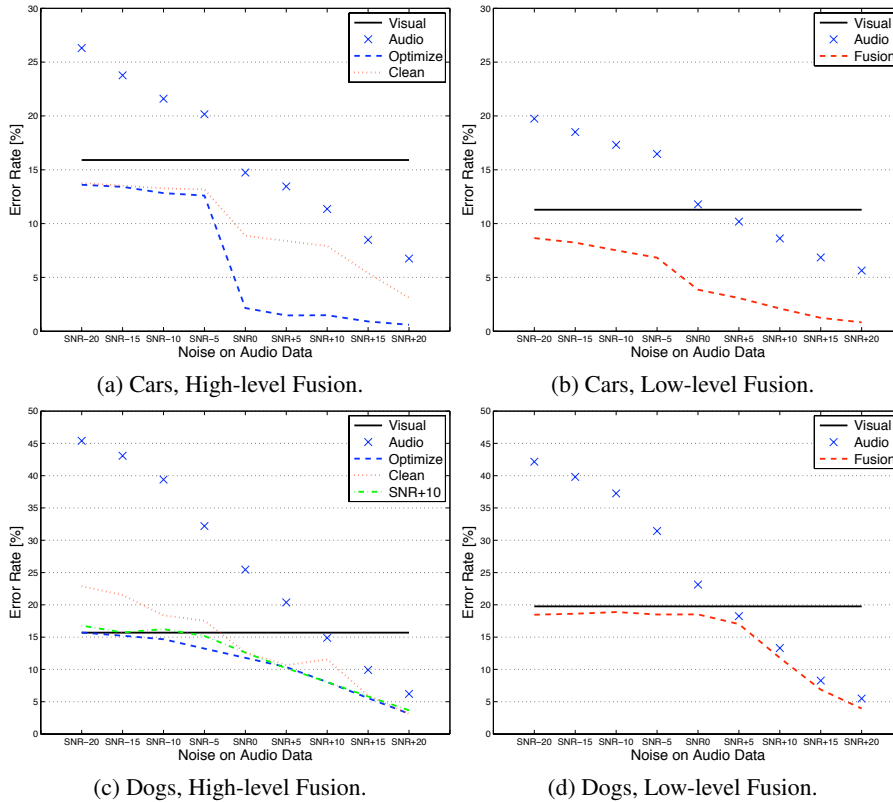 30
25
20
15
10
5
0
Error Rate [%]
Visual
Audio
Optimize
Clean
SNR−20 SNR−15 SNR−10 SNR−5 SNR0 SNR+5 SNR+10 SNR+15 SNR+20
Noise on Audio Data
(a) Cars, High-level Fusion.
30
25
20
15
10
5
0
Error Rate [%]
Visual
Audio
Fusion
SNR−20 SNR−15 SNR−10 SNR−5 SNR0 SNR+5 SNR+10 SNR+15 SNR+20
Noise on Audio Data
(b) Cars, Low-level Fusion.
50
45
40
35
30
25
20
15
10
5
0
Error Rate [%]
Visual
Audio
Optimize
Clean
SNR+10
SNR−20 SNR−15 SNR−10 SNR−5 SNR0 SNR+5 SNR+10 SNR+15 SNR+20
Noise on Audio Data
(c) Dogs, High-level Fusion.
50
45
40
35
30
25
20
15
10
5
0
Error Rate [%]
Visual
Audio
Fusion
SNR−20 SNR−15 SNR−10 SNR−5 SNR0 SNR+5 SNR+10 SNR+15 SNR+20
Noise on Audio Data
(d) Dogs, Low-level Fusion.